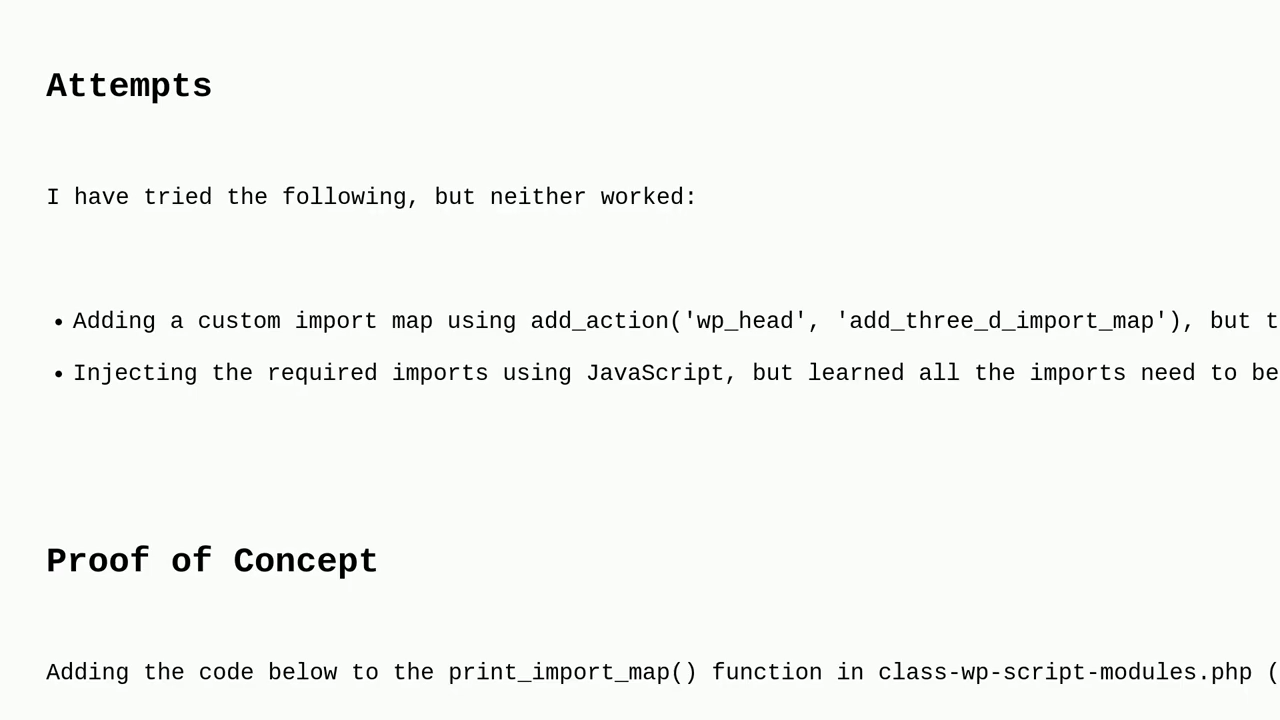 Attempts
I have tried the following, but neither worked:
• Adding a custom import map using add_action('wp_head', 'add_three_d_import_map'), but t
• Injecting the required imports using JavaScript, but learned all the imports need to be
Proof of Concept
Adding the code below to the print_import_map() function in class-wp-script-modules.php (